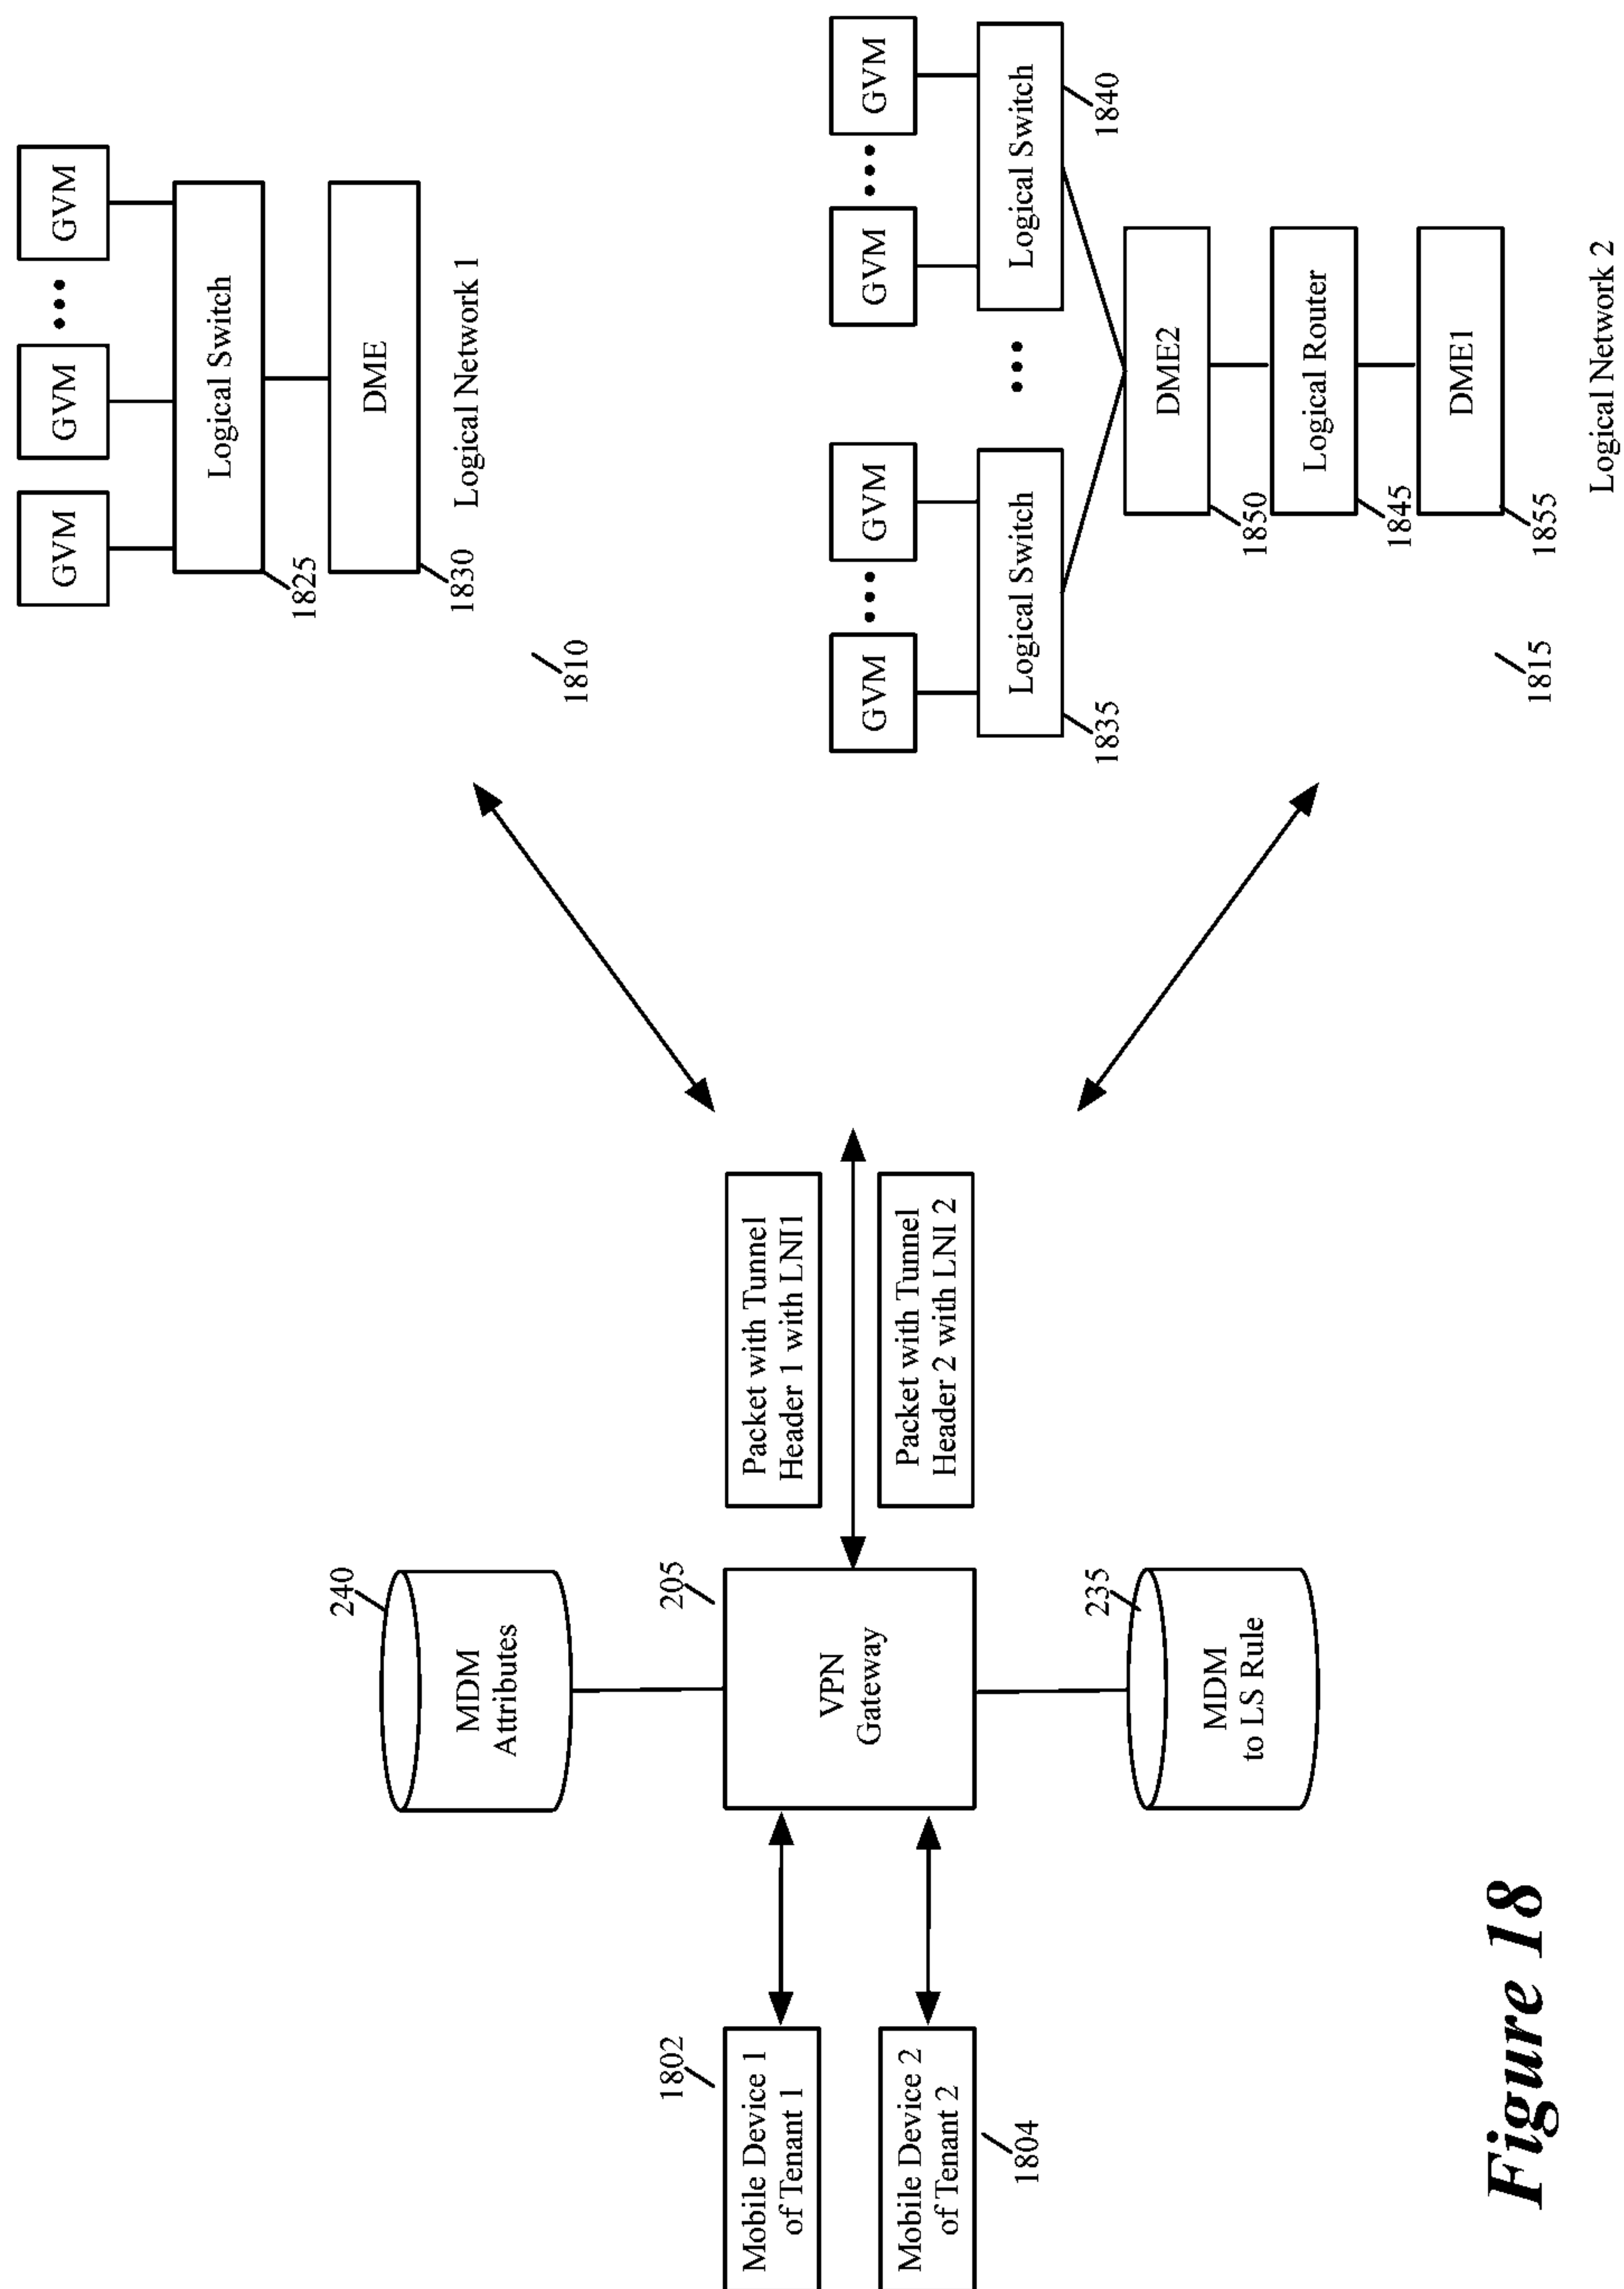 Mobile Device 1
of Tenant 1
1802
Mobile Device 2
of Tenant 2
1804
240
MDM
Attributes
205
VPN
Gateway
235
MDM
to LS Rule
Packet with Tunnel
Header 1 with LNI1
Packet with Tunnel
Header 2 with LNI 2
GVM
GVM
GVM
Logical Switch
1825
DME
1830
Logical Network 1
1810
GVM
GVM
GVM
GVM
Logical Switch
1835
Logical Switch
1840
DME2
1850
Logical Router
1845
DME1
1855
1815
Logical Network 2
Figure 18